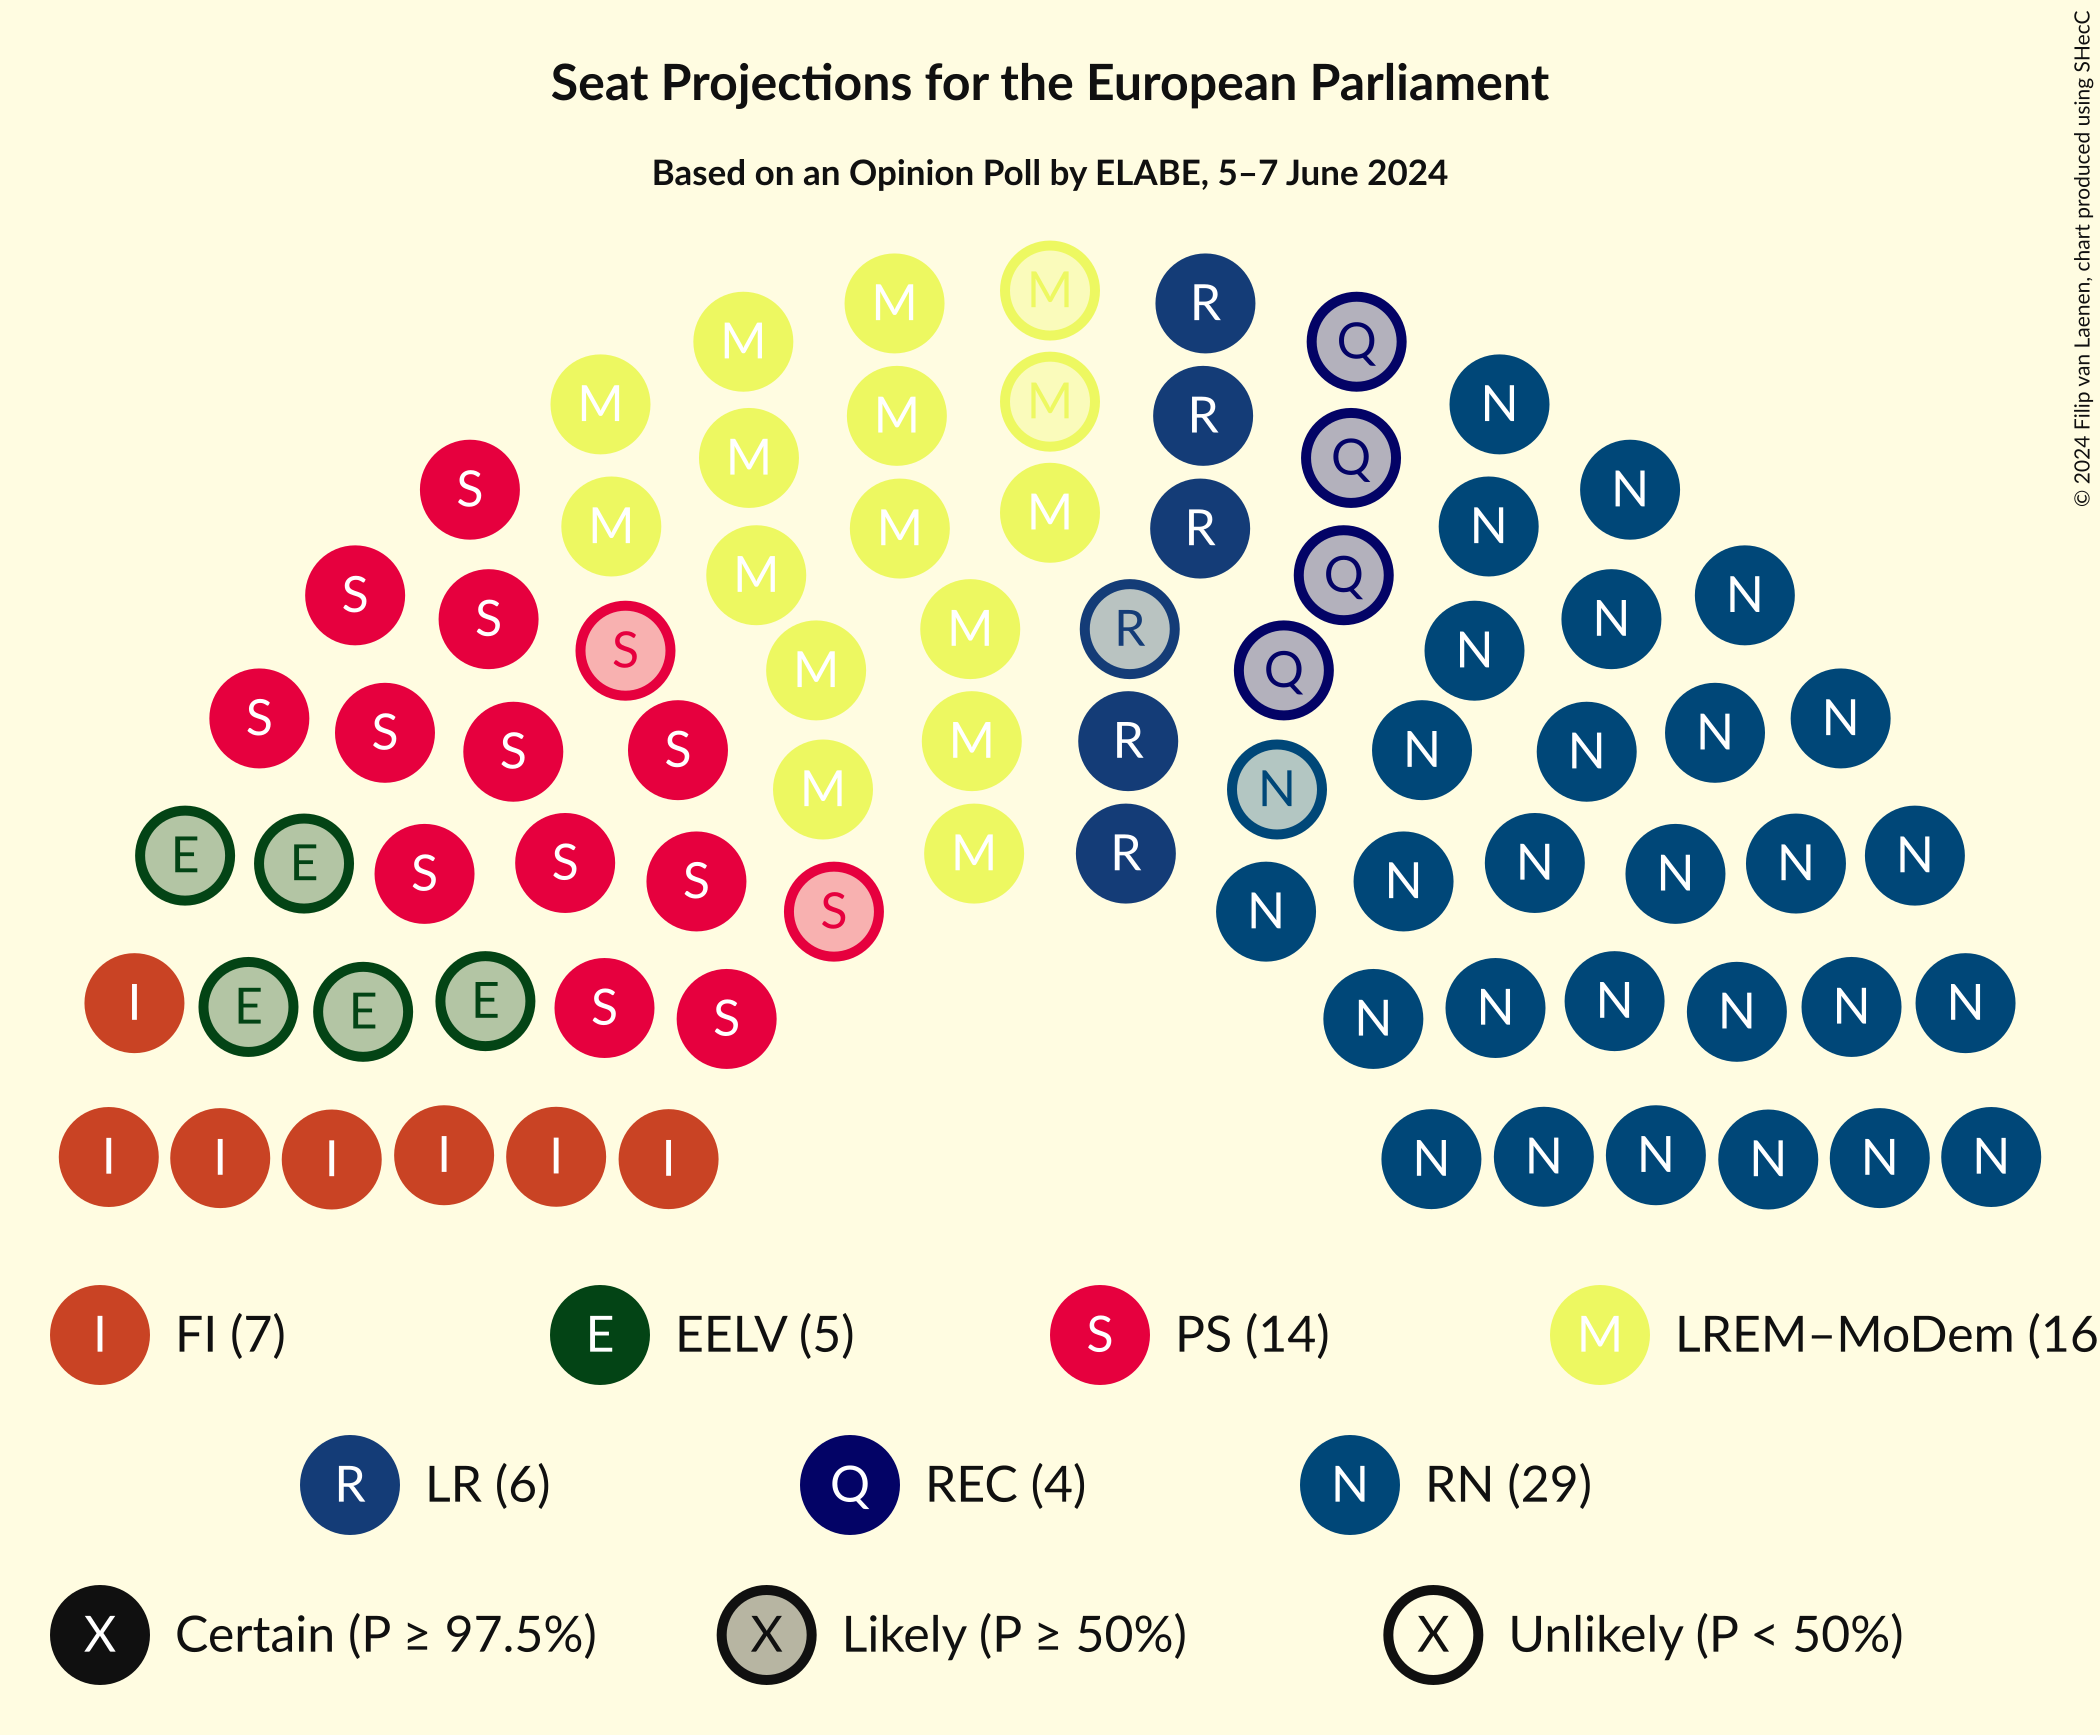 Seat Projections for the European Parliament
Based on an Opinion Poll by ELABE, 5–7 June 2024
© 2024 Filip van Laenen, chart produced using SHecC
M R
M M Q
M R N
M M Q
S M M R N
M M N
S S M Q N N
S M R N
S S S S M M Q N N N N
M R N
E E S S S S M R N N N N N N
I E E E S S N N N N N N
I I I I I I N N N N N N
I FI (7) E EELV (5) S PS (14) M LREM–MoDem (16
R LR (6) Q REC (4) N RN (29)
X Certain (P ≥ 97.5%) X Likely (P ≥ 50%) X Unlikely (P < 50%)